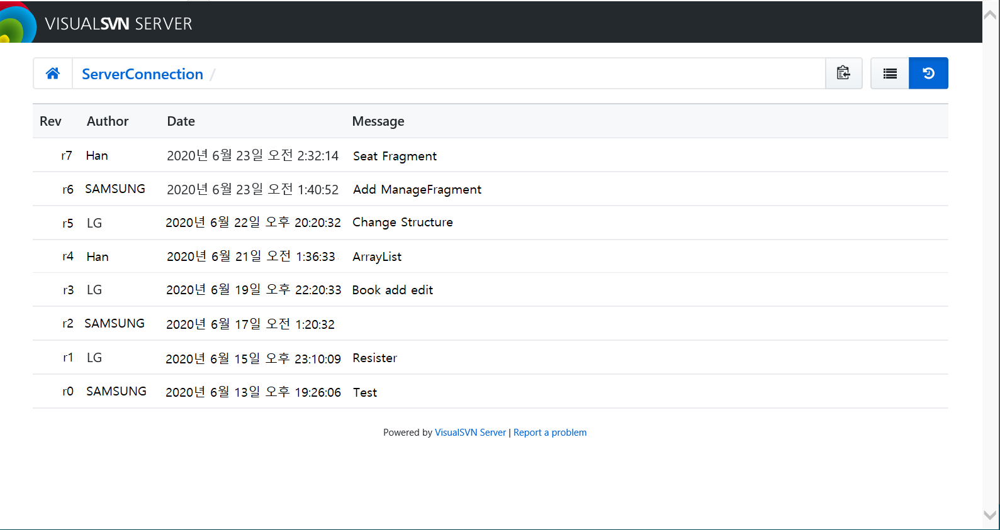 VISUALSVN SERVER
ServerConnection /
Rev Author Date Message
r7 Han 2020년 6월 23일 오전 2:32:14 Seat Fragment
r6 SAMSUNG 2020년 6월 23일 오전 1:40:52 Add ManageFragment
r5 LG 2020년 6월 22일 오후 20:20:32 Change Structure
r4 Han 2020년 6월 21일 오전 1:36:33 ArrayList
r3 LG 2020년 6월 19일 오후 22:20:33 Book add edit
r2 SAMSUNG 2020년 6월 17일 오전 1:20:32
r1 LG 2020년 6월 15일 오후 23:10:09 Resister
r0 SAMSUNG 2020년 6월 13일 오후 19:26:06 Test
Powered by VisualSVN Server | Report a problem